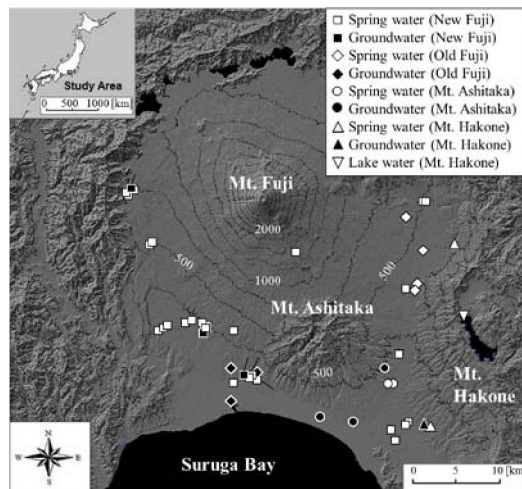 Study Area
0 500 1000 [km]
Spring water (New Fuji)
Groundwater (New Fuji)
Spring water (Old Fuji)
Groundwater (Old Fuji)
Spring water (Mt. Ashitaka)
Groundwater (Mt. Ashitaka)
Spring water (Mt. Hakone)
Groundwater (Mt. Hakone)
Lake water (Mt. Hakone)
Mt. Fuji
2000
500
500
1000
Mt. Ashitaka
500
Mt.
Hakone
N
W E
S
Suruga Bay
0 5 10 [km]